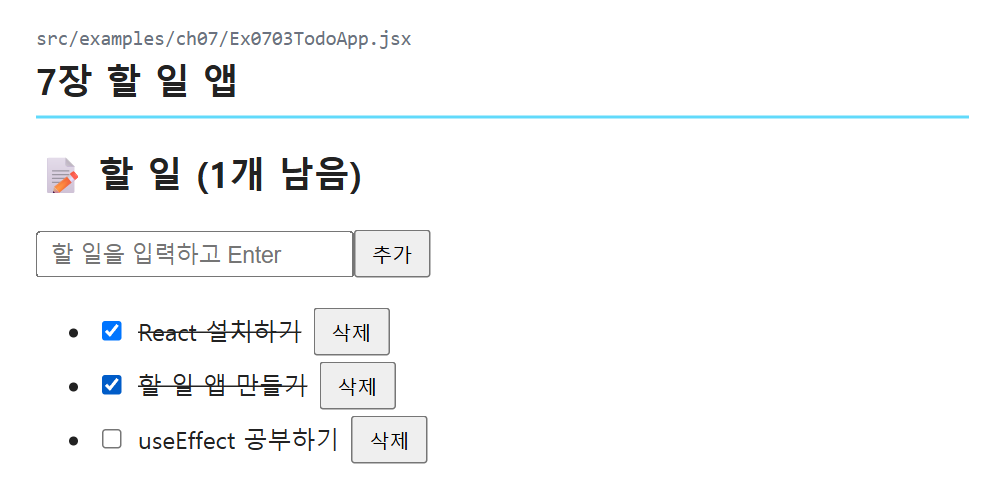 src/examples/ch07/Ex0703TodoApp.jsx
7장 할 일 앱
📝 할 일 (1개 남음)
할 일을 입력하고 Enter 추가
React 설치하기 삭제
할 일 앱 만들가 삭제
useEffect 공부하기 삭제